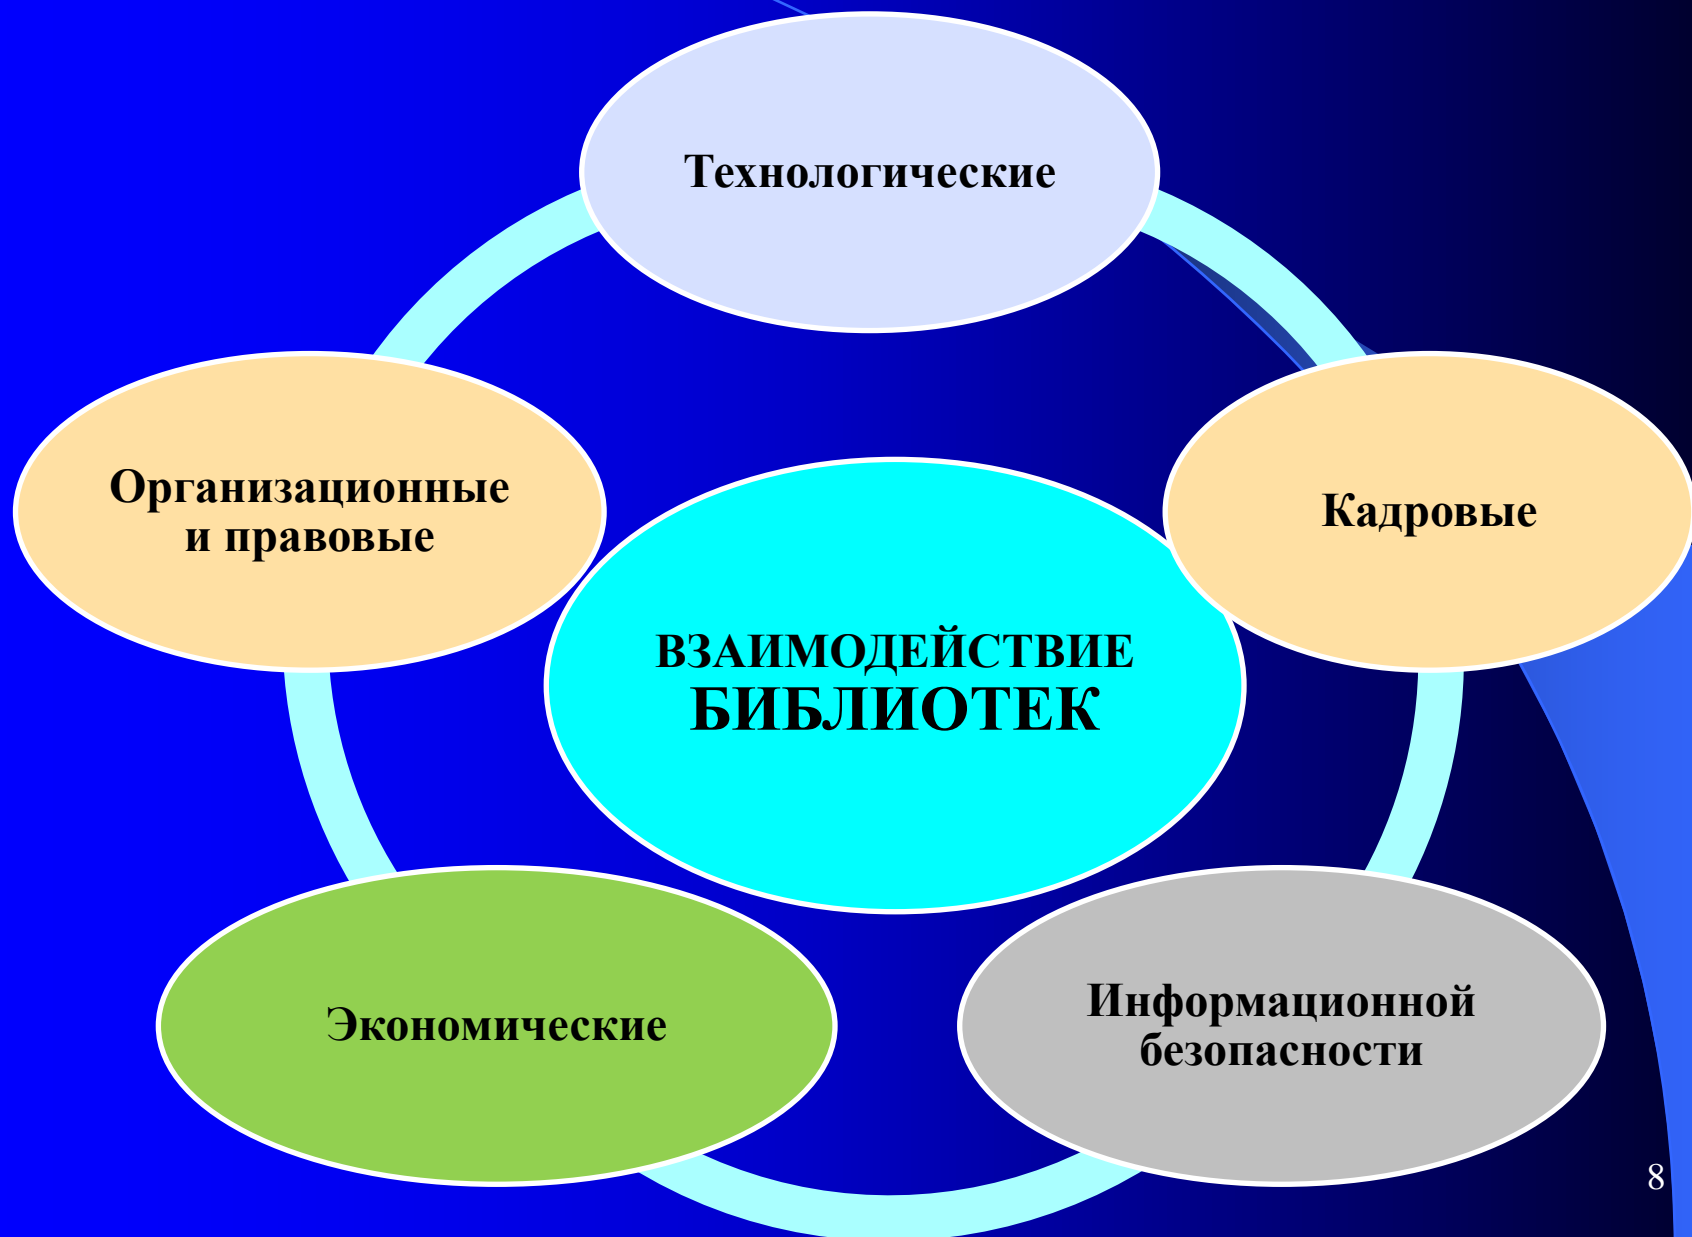 Технологические
Организационные
и правовые
Кадровые
ВЗАИМОДЕЙСТВИЕ
БИБЛИОТЕК
Экономические
Информационной
безопасности
8